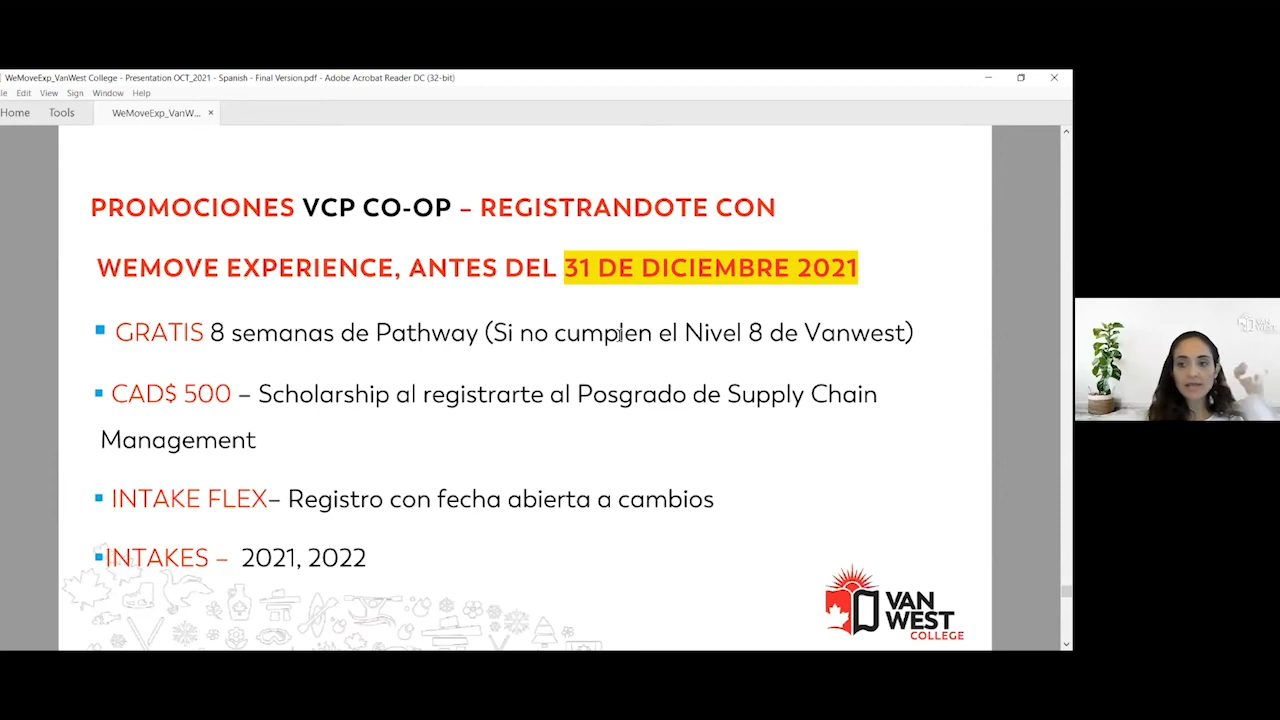 WeMoveExp_VanWest College - Presentation OCT_2021 - Spanish - Final Version.pdf - Adobe Acrobat Reader DC (32-bit)
le Edit View Sign Window Help
Home Tools WeMoveExp_VanW... ×
PROMOCIONES VCP CO-OP – REGISTRANDOTE CON
WEMOVE EXPERIENCE, ANTES DEL 31 DE DICIEMBRE 2021
▪ GRATIS 8 semanas de Pathway (Si no cumplen el Nivel 8 de Vanwest)
▪ CAD$ 500 – Scholarship al registrarte al Posgrado de Supply Chain
Management
▪ INTAKE FLEX– Registro con fecha abierta a cambios
▪ INTAKES – 2021, 2022
VAN
WEST
COLLEGE